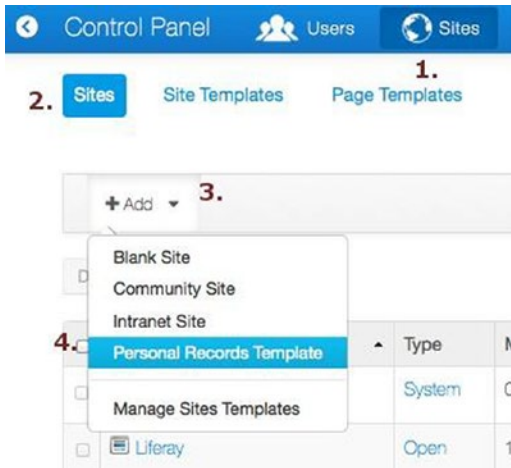 Control Panel Users Sites
1.
2. Sites Site Templates Page Templates
+ Add 3.
D
Blank Site
Community Site
Intranet Site
4. Personal Records Template Type
System
Manage Sites Templates
Liferay Open 1